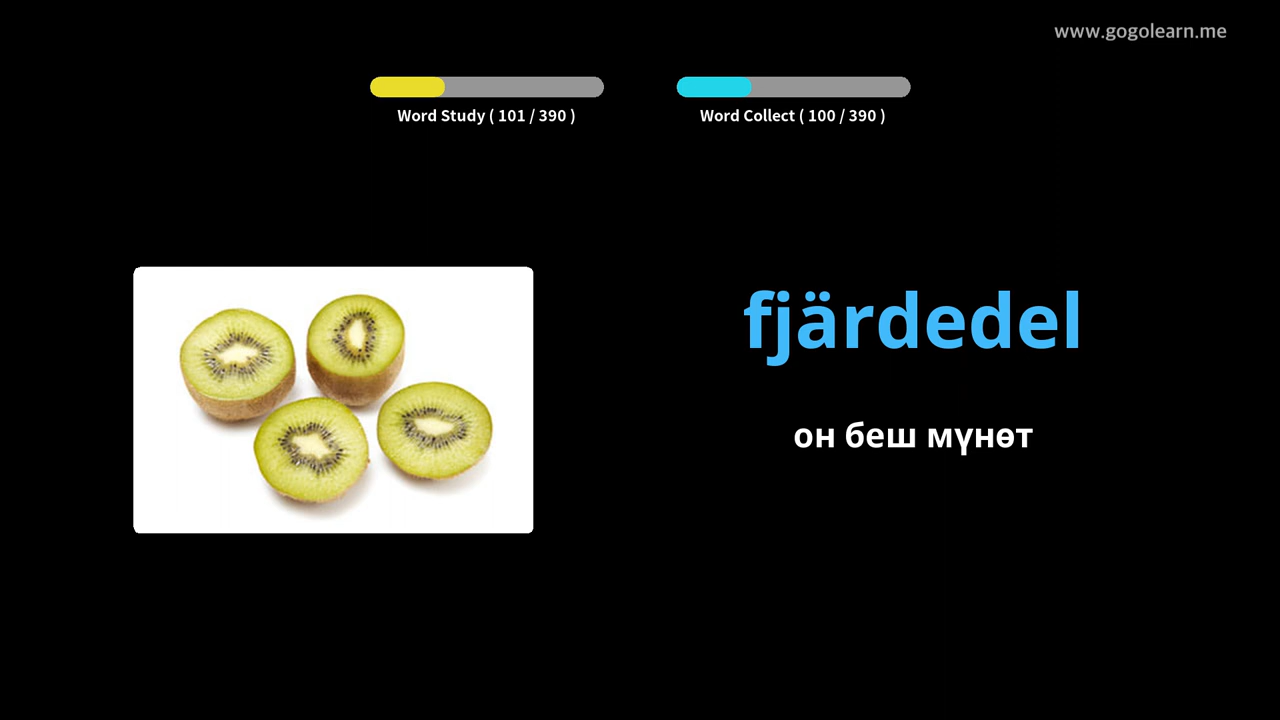 www.gogolearn.me
Word Study ( 101 / 390 )
Word Collect ( 100 / 390 )
fjärdedel
он беш мүнөт